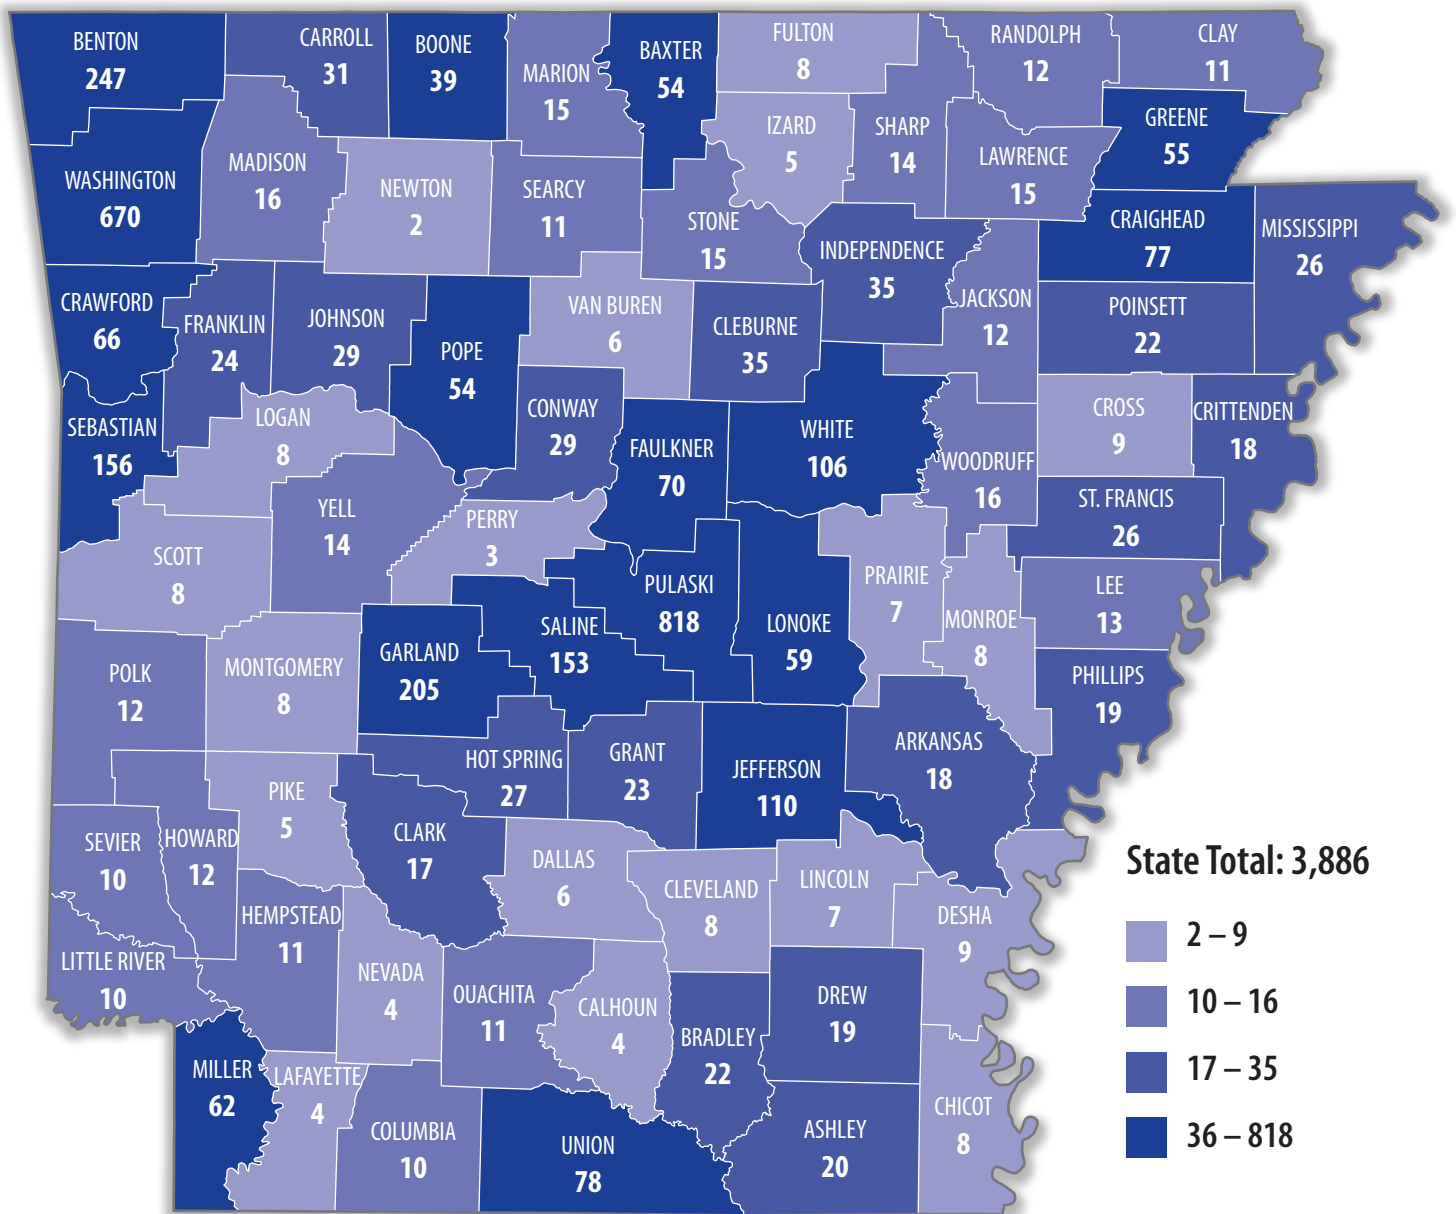 BENTON
247
CARROLL
31
BOONE
39
MARION
15
BAXTER
54
FULTON
8
RANDOLPH
12
CLAY
11
IZARD
5
SHARP
14
LAWRENCE
15
GREENE
55
WASHINGTON
670
MADISON
16
NEWTON
2
SEARCY
11
STONE
15
INDEPENDENCE
35
CRAIGHEAD
77
MISSISSIPPI
26
CRAWFORD
66
FRANKLIN
24
JOHNSON
29
POPE
54
VAN BUREN
6
CLEBURNE
35
JACKSON
12
POINSETT
22
SEBASTIAN
156
LOGAN
8
CONWAY
29
FAULKNER
70
WHITE
106
WOODRUFF
16
CROSS
9
CRITTENDEN
18
YELL
14
PERRY
3
ST. FRANCIS
26
SCOTT
8
PULASKI
818
LONOKE
59
PRAIRIE
7
MONROE
8
LEE
13
POLK
12
MONTGOMERY
8
GARLAND
205
SALINE
153
PHILLIPS
19
HOT SPRING
27
GRANT
23
JEFFERSON
110
ARKANSAS
18
PIKE
5
CLARK
17
SEVIER
10
HOWARD
12
DALLAS
6
CLEVELAND
8
LINCOLN
7
DESHA
9
HEMPSTEAD
11
LITTLE RIVER
10
NEVADA
4
OUACHITA
11
CALHOUN
4
BRADLEY
22
DREW
19
MILLER
62
LAFAYETTE
4
COLUMBIA
10
UNION
78
ASHLEY
20
CHICOT
8
State Total: 3,886
2 – 9
10 – 16
17 – 35
36 – 818